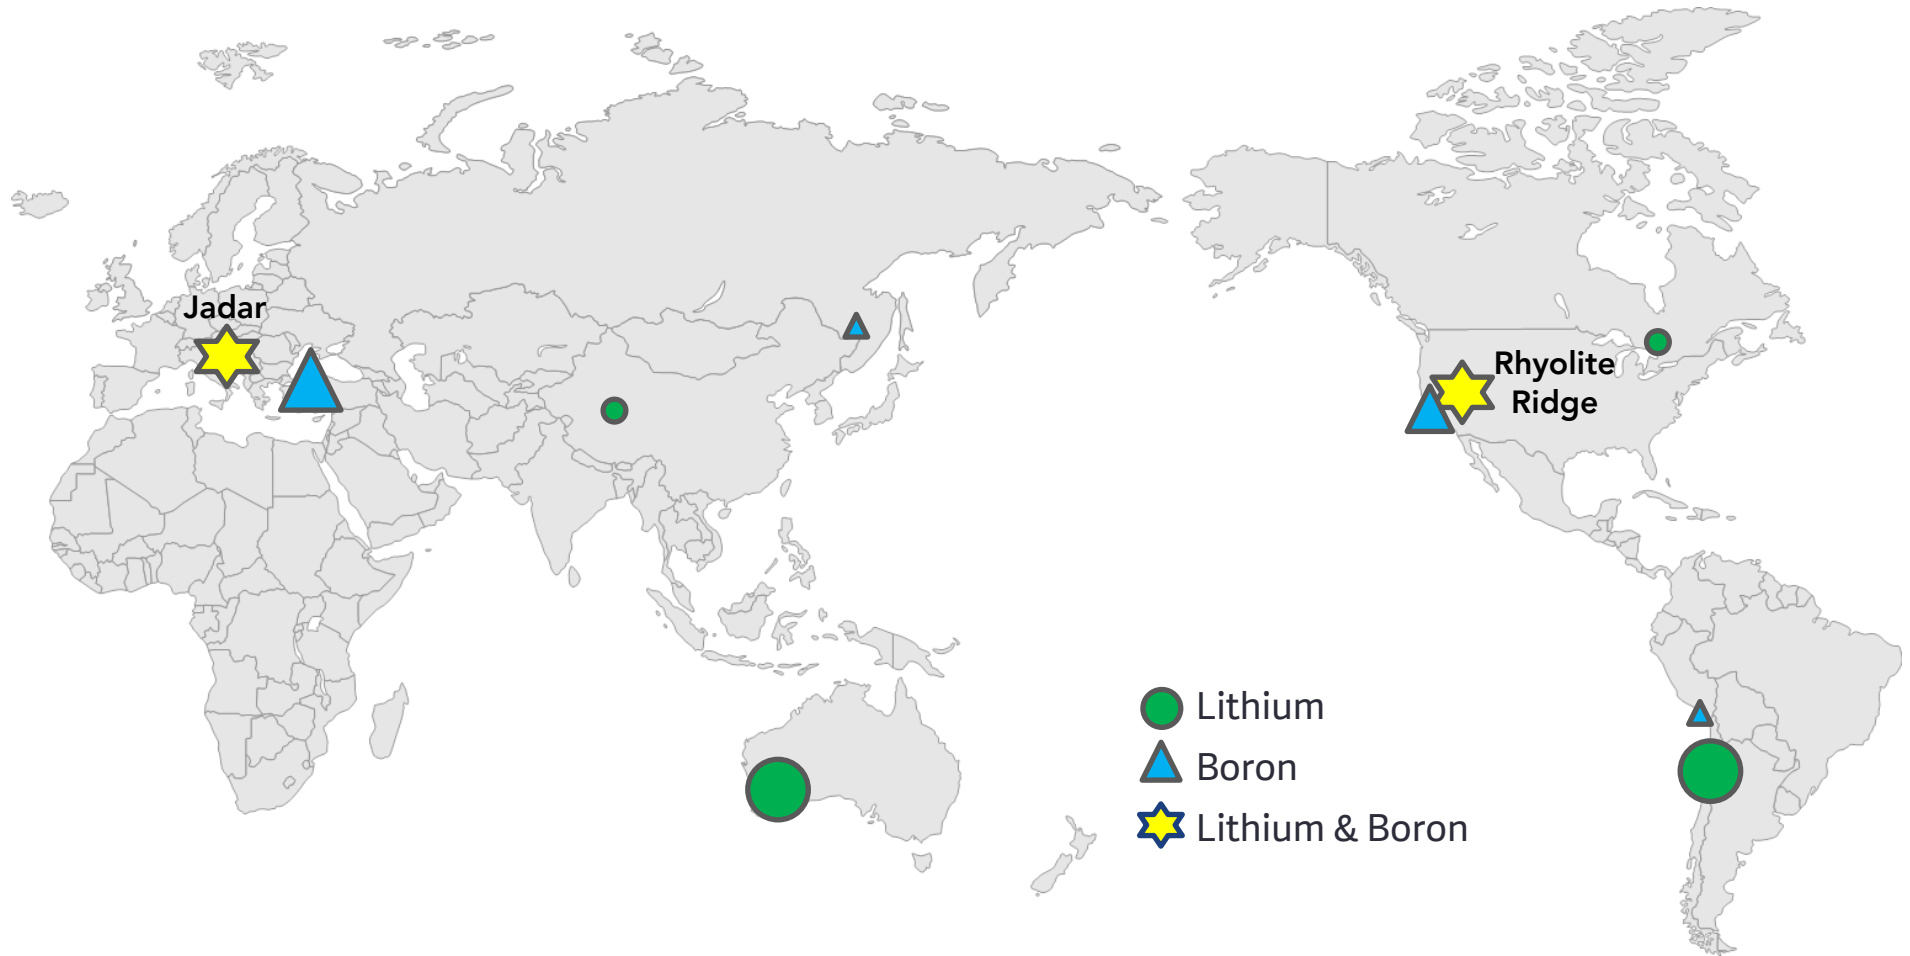 Jadar
Rhyolite
Ridge
Lithium
Boron
Lithium & Boron